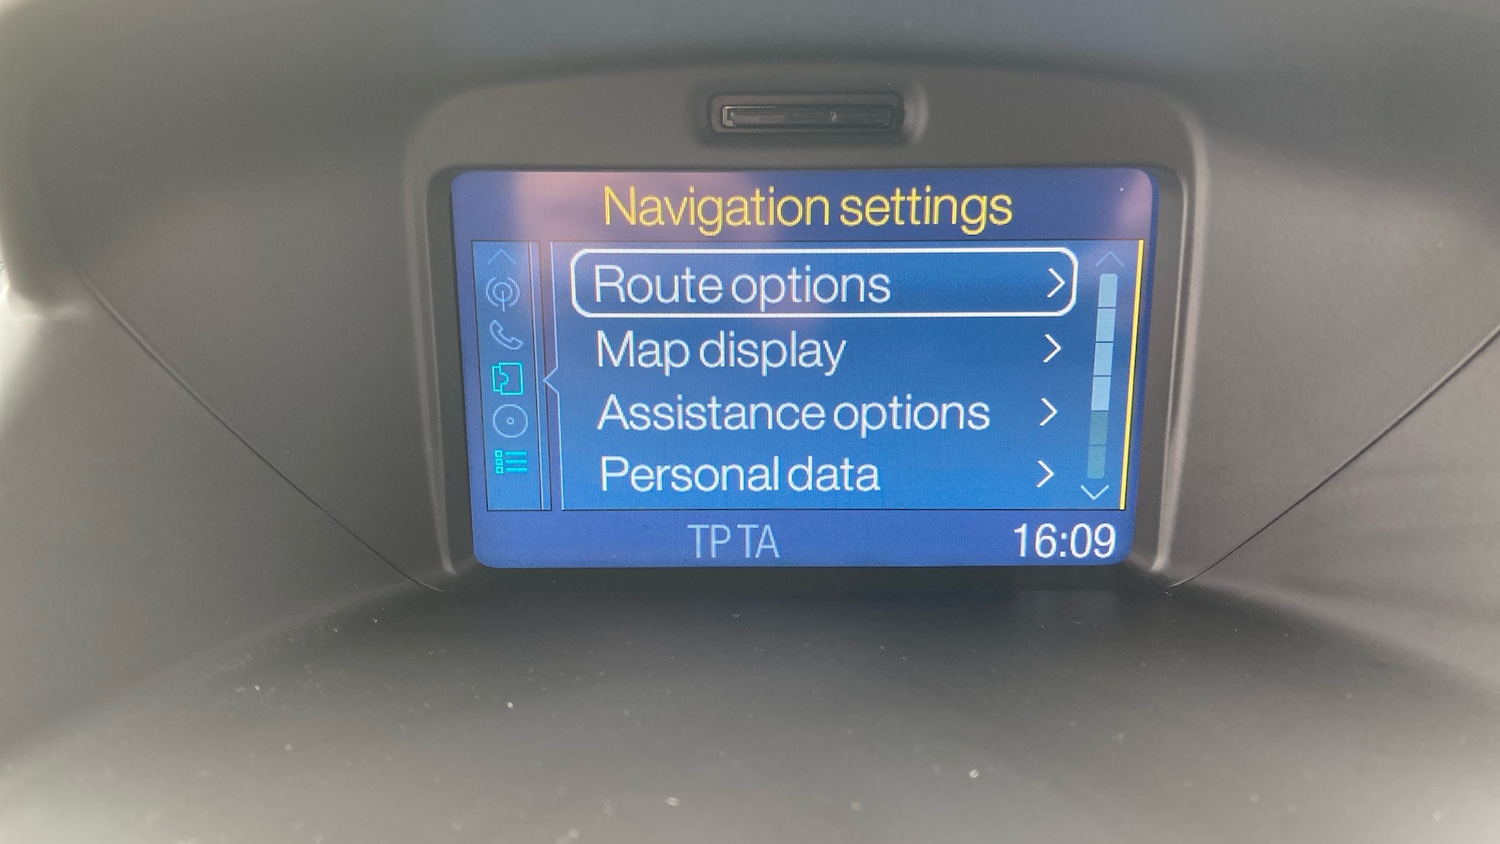 Navigation settings
Route options
Map display
Assistance options
Personal data
TP TA
16:09